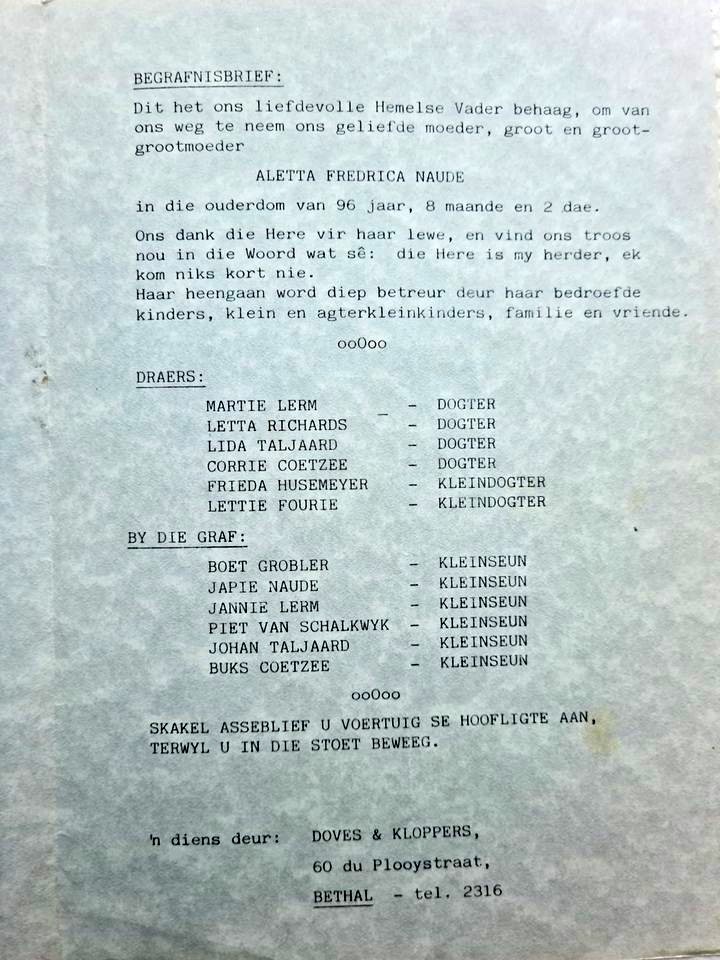 BEGRAFNISBRIEF:
Dit het ons liefdevolle Hemelse Vader behaag, om van
ons weg te neem ons geliefde moeder, groot en groot-
grootmoeder
ALETTA FREDRICA NAUDE
in die ouderdom van 96 jaar, 8 maande en 2 dae.
Ons dank die Here vir haar lewe, en vind ons troos
nou in die Woord wat sê: die Here is my herder, ek
kom niks kort nie.
Haar heengaan word diep betreur deur haar bedroefde
kinders, klein en agterkleinkinders, familie en vriende.
ooOoo
DRAERS:
MARTIE LERM _ - DOGTER
LETTA RICHARDS - DOGTER
LIDA TALJAARD - DOGTER
CORRIE COETZEE - DOGTER
FRIEDA HUSEMEYER - KLEINDOGTER
LETTIE FOURIE - KLEINDOGTER
BY DIE GRAF:
BOET GROBLER - KLEINSEUN
JAPIE NAUDE - KLEINSEUN
JANNIE LERM - KLEINSEUN
PIET VAN SCHALKWYK - KLEINSEUN
JOHAN TALJAARD - KLEINSEUN
BUKS COETZEE - KLEINSEUN
ooOoo
SKAKEL ASSEBLIEF U VOERTUIG SE HOOFLIGTE AAN,
TERWYL U IN DIE STOET BEWEEG.
'n diens deur: DOVES & KLOPPERS,
60 du Plooystraat,
BETHAL - tel. 2316